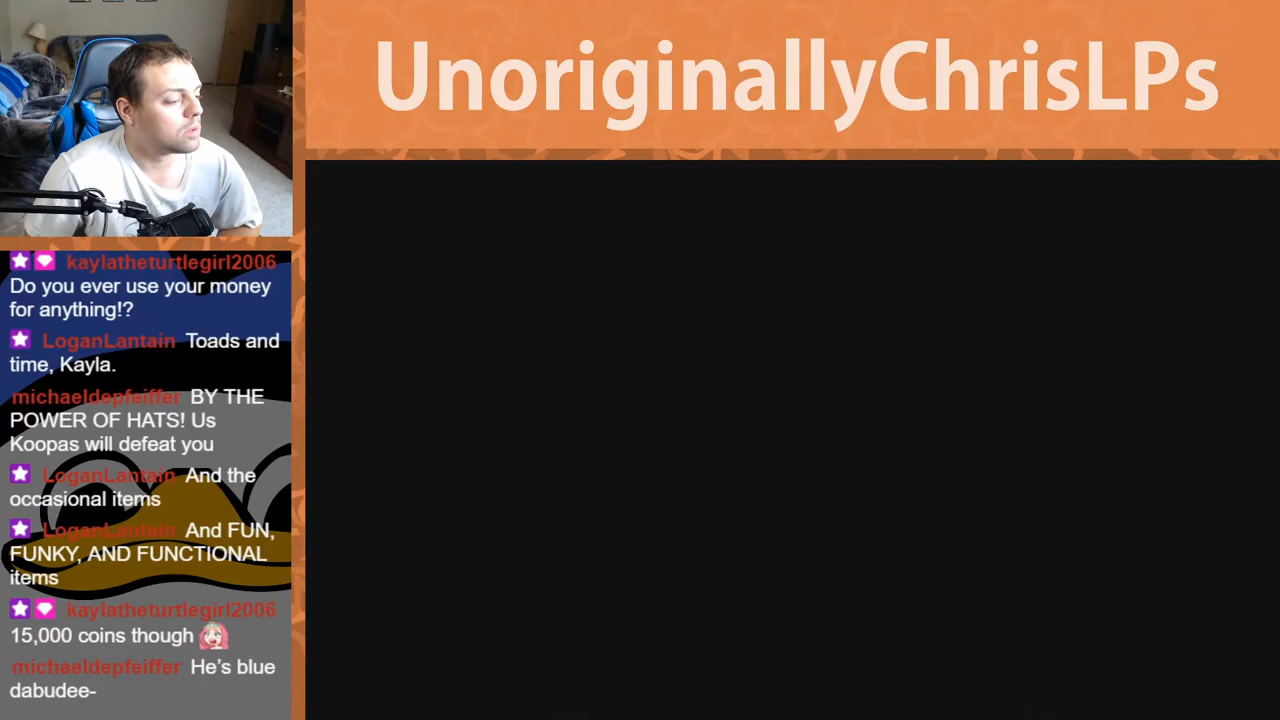 UnoriginallyChrisLPs
kaylatheturtlegirl2006
Do you ever use your money
for anything!?
LoganLantain Toads and
time, Kayla.
michaeldepfeiffer BY THE
POWER OF HATS! Us
Koopas will defeat you
LoganLantain And the
occasional items
LoganLantain And FUN,
FUNKY, AND FUNCTIONAL
items
kaylatheturtlegirl2006
15,000 coins though
michaeldepfeiffer He's blue
dabudee-